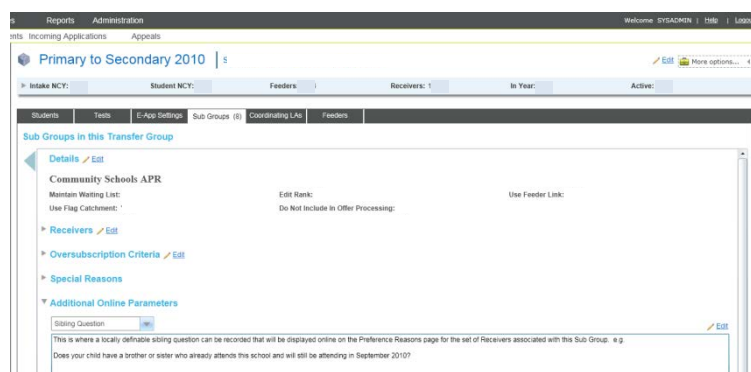 Reports Administration Welcome SYSADMIN | Help | Logout
Incoming Applications Appeals
Primary to Secondary 2010 Edit More options...
Intake NCY: Student NCY: Feeders: Receivers: In Year: Active:
Students Tests E-App Settings Sub Groups (8) Coordinating LAs Feeders
Sub Groups in this Transfer Group
Details Edit
Community Schools APR
Maintain Waiting List: Edit Rank: Use Feeder Link:
Use Flag Catchment: Do Not Include In Offer Processing:
Receivers Edit
Oversubscription Criteria Edit
Special Reasons
Additional Online Parameters
Sibling Question Edit
This is where a locally definable sibling question can be recorded that will be displayed online on the Preference Reasons page for the set of Receivers associated with this Sub Group. e.g.
Does your child have a brother or sister who already attends this school and will still be attending in September 2010?